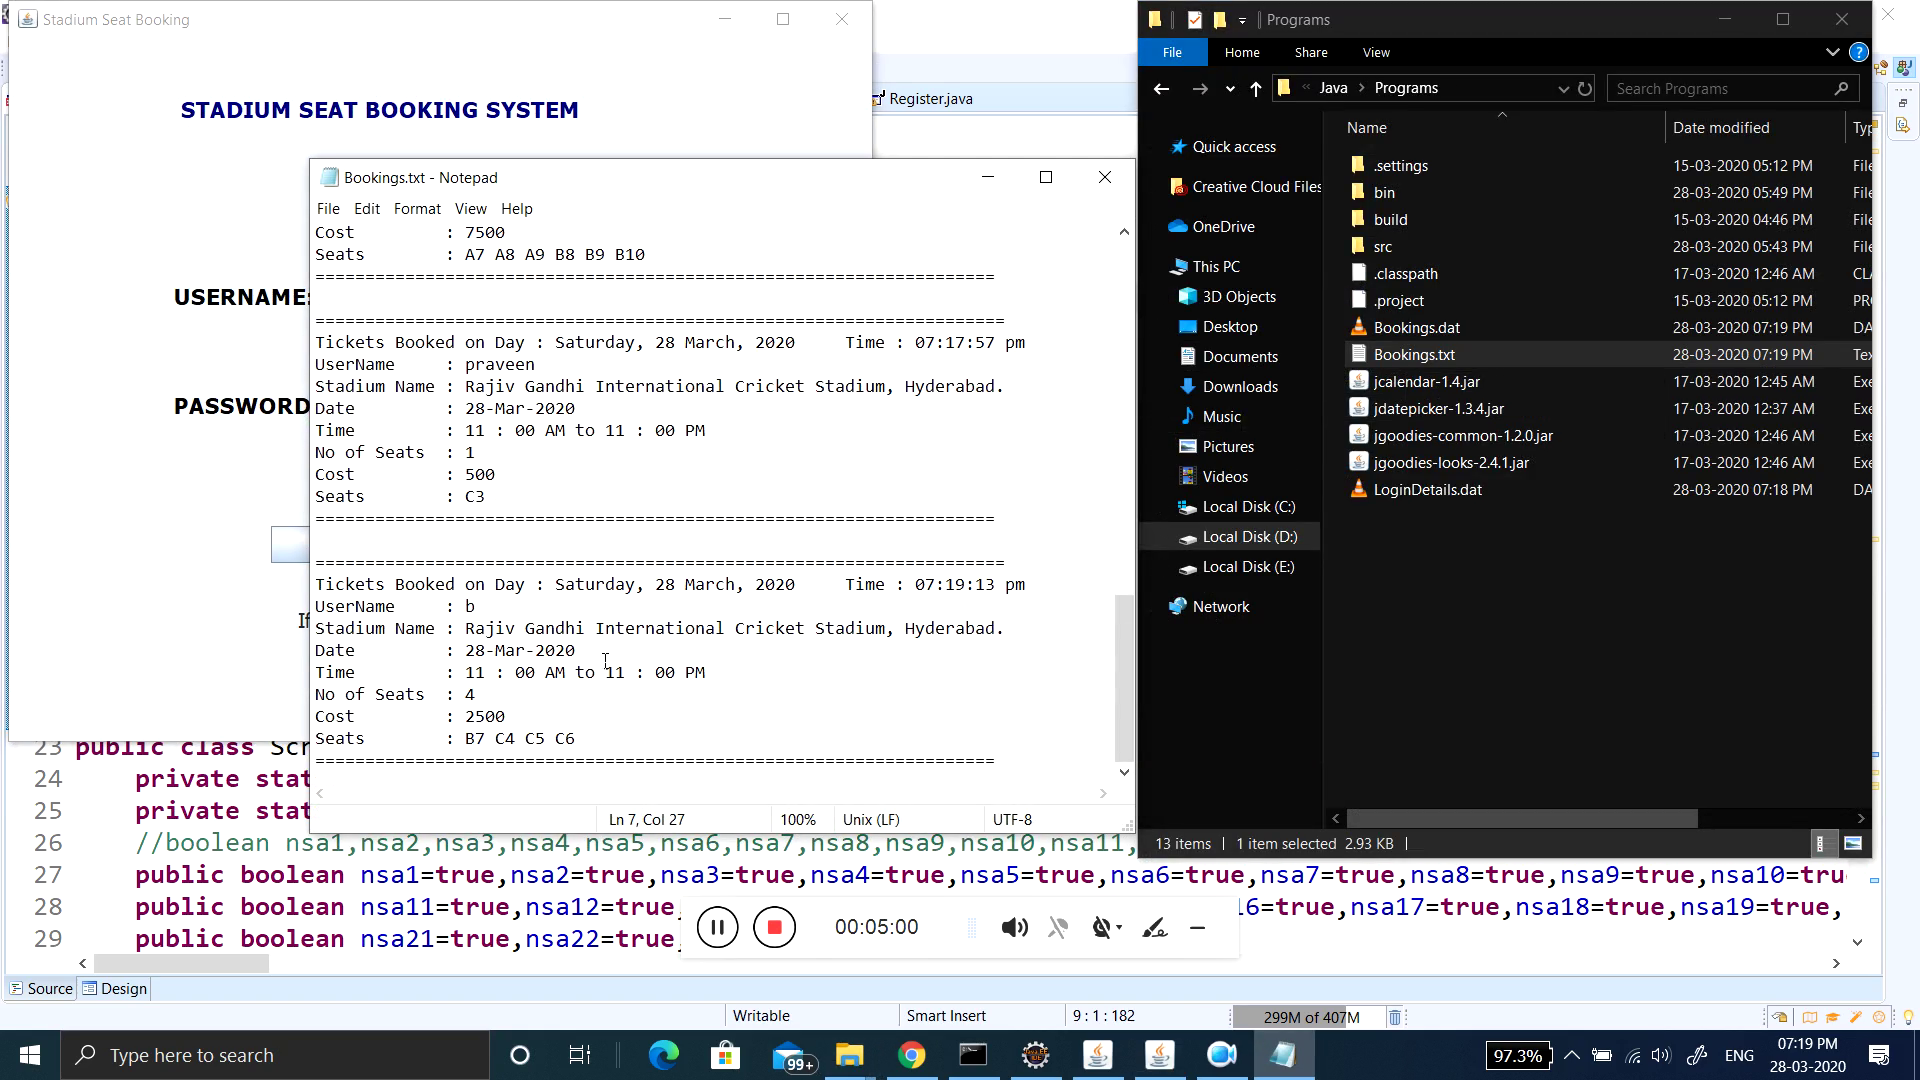 Stadium Seat Booking
STADIUM SEAT BOOKING SYSTEM
USERNAME:
PASSWORD
If
Register.java
Bookings.txt - Notepad
File Edit Format View Help
Cost : 7500
Seats : A7 A8 A9 B8 B9 B10
====================================================================
=====================================================================
Tickets Booked on Day : Saturday, 28 March, 2020 Time : 07:17:57 pm
UserName : praveen
Stadium Name : Rajiv Gandhi International Cricket Stadium, Hyderabad.
Date : 28-Mar-2020
Time : 11 : 00 AM to 11 : 00 PM
No of Seats : 1
Cost : 500
Seats : C3
====================================================================
=====================================================================
Tickets Booked on Day : Saturday, 28 March, 2020 Time : 07:19:13 pm
UserName : b
Stadium Name : Rajiv Gandhi International Cricket Stadium, Hyderabad.
Date : 28-Mar-2020
Time : 11 : 00 AM to 11 : 00 PM
No of Seats : 4
Cost : 2500
Seats : B7 C4 C5 C6
====================================================================
Ln 7, Col 27 100% Unix (LF) UTF-8
Programs
File Home Share View
Java Programs
Search Programs
Name Date modified Typ
Quick access
Creative Cloud Files
OneDrive
This PC
3D Objects
Desktop
Documents
Downloads
Music
Pictures
Videos
Local Disk (C:)
Local Disk (D:)
Local Disk (E:)
Network
.settings 15-03-2020 05:12 PM File
bin 28-03-2020 05:49 PM File
build 15-03-2020 04:46 PM File
src 28-03-2020 05:43 PM File
.classpath 17-03-2020 12:46 AM CLA
.project 15-03-2020 05:12 PM PRO
Bookings.dat 28-03-2020 07:19 PM DA
Bookings.txt 28-03-2020 07:19 PM Tex
jcalendar-1.4.jar 17-03-2020 12:45 AM Exe
jdatepicker-1.3.4.jar 17-03-2020 12:37 AM Exe
jgoodies-common-1.2.0.jar 17-03-2020 12:46 AM Exe
jgoodies-looks-2.4.1.jar 17-03-2020 12:46 AM Exe
LoginDetails.dat 28-03-2020 07:18 PM DA
13 items 1 item selected 2.93 KB
23 public class Scr
24 private stat
25 private stat
26 //boolean nsa1,nsa2,nsa3,nsa4,nsa5,nsa6,nsa7,nsa8,nsa9,nsa10,nsa11,
27 public boolean nsa1=true,nsa2=true,nsa3=true,nsa4=true,nsa5=true,nsa6=true,nsa7=true,nsa8=true,nsa9=true,nsa10=tru
28 public boolean nsa11=true,nsa12=true, 16=true,nsa17=true,nsa18=true,nsa19=true,
29 public boolean nsa21=true,nsa22=true,
00:05:00
Source Design
Writable Smart Insert 9 : 1 : 182 299M of 407M
Type here to search
99+
97.3% ENG
07:19 PM
28-03-2020